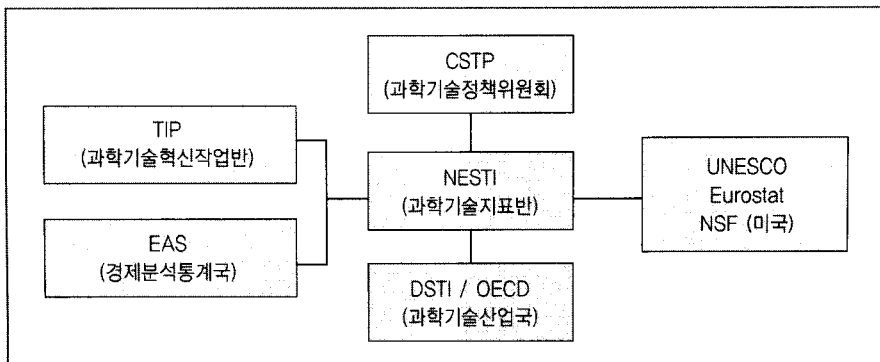 CSTP
(과학기술정책위원회)
TIP
(과학기술혁신작업반)
NESTI
(과학기술지표반)
UNESCO
Eurostat
NSF (미국)
EAS
(경제분석통계국)
DSTI / OECD
(과학기술산업국)